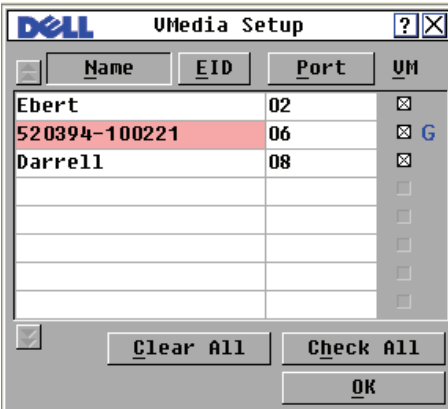 DELL VMedia Setup ? X
Name EID Port VM
Ebert 02
520394-100221 06 G
Darrell 08
Clear All Check All
OK